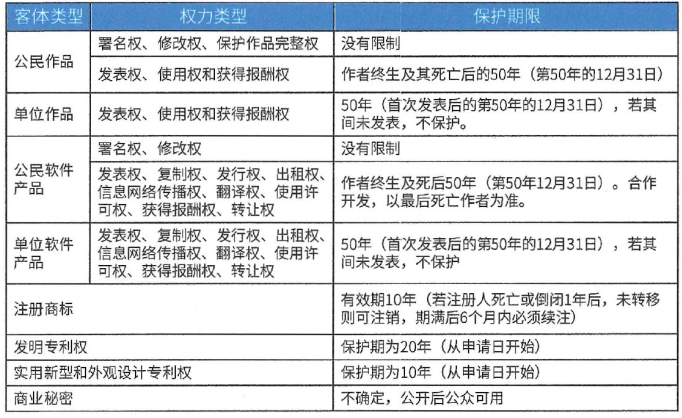 客体类型 权力类型 保护期限
公民作品
署名权、修改权、保护作品完整权
没有限制
发表权、使用权和获得报酬权
作者终生及其死亡后的50年（第50年的12月31日）
单位作品
发表权、使用权和获得报酬权
50年（首次发表后的第50年的12月31日），若其
间未发表，不保护。
公民软件
产品
署名权、修改权
没有限制
发表权、复制权、发行权、出租权、
信息网络传播权、翻译权、使用许
可权、获得报酬权、转让权
作者终生及死后50年（第50年12月31日）。合作
开发，以最后死亡作者为准。
单位软件
产品
发表权、复制权、发行权、出租权、
信息网络传播权、翻译权、使用许
可权、获得报酬权、转让权
50年（首次发表后的第50年的12月31日），若其
间未发表，不保护
注册商标
有效期10年（若注册人死亡或倒闭1年后，未转移
则可注销，期满后6个月内必须续注）
发明专利权
保护期为20年（从申请日开始）
实用新型和外观设计专利权
保护期为10年（从申请日开始）
商业秘密
不确定，公开后公众可用